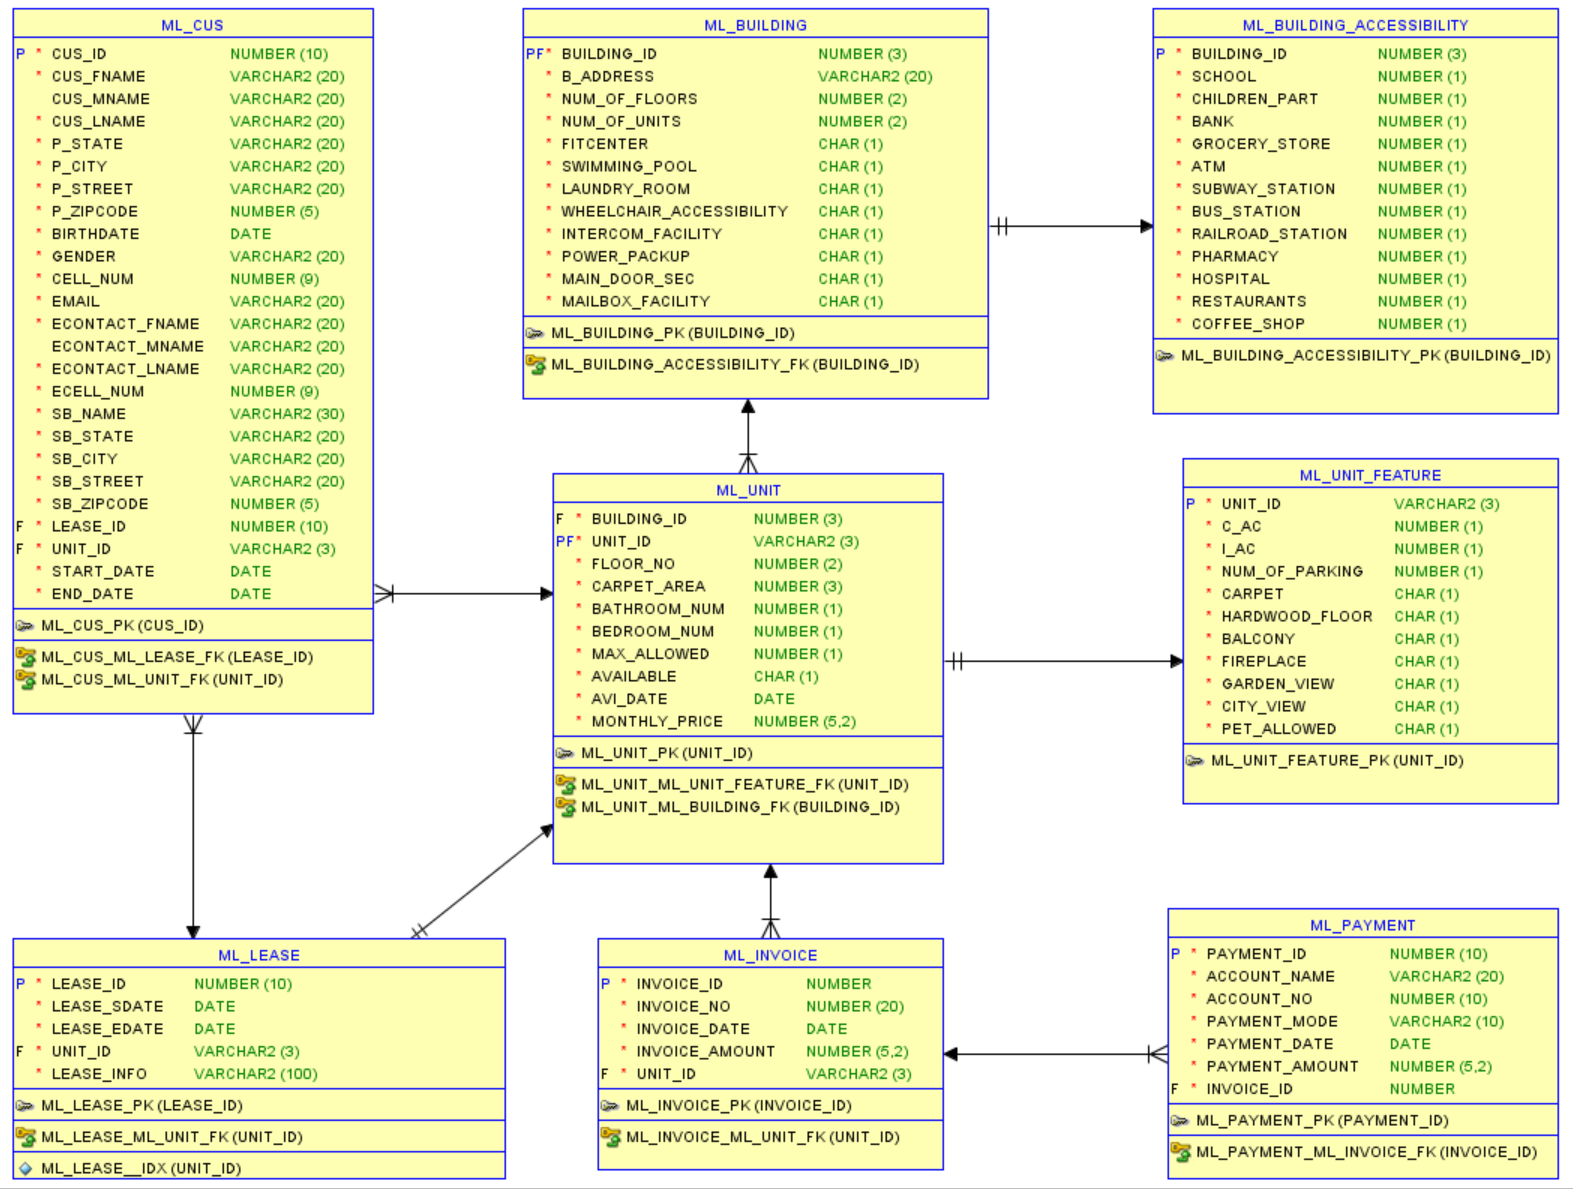 ML_CUS
P * CUS_ID NUMBER (10)
* CUS_FNAME VARCHAR2 (20)
CUS_MNAME VARCHAR2 (20)
* CUS_LNAME VARCHAR2 (20)
* P_STATE VARCHAR2 (20)
* P_CITY VARCHAR2 (20)
* P_STREET VARCHAR2 (20)
* P_ZIPCODE NUMBER (5)
* BIRTHDATE DATE
* GENDER VARCHAR2 (20)
* CELL_NUM NUMBER (9)
* EMAIL VARCHAR2 (20)
* ECONTACT_FNAME VARCHAR2 (20)
ECONTACT_MNAME VARCHAR2 (20)
* ECONTACT_LNAME VARCHAR2 (20)
* ECELL_NUM NUMBER (9)
* SB_NAME VARCHAR2 (30)
* SB_STATE VARCHAR2 (20)
* SB_CITY VARCHAR2 (20)
* SB_STREET VARCHAR2 (20)
* SB_ZIPCODE NUMBER (5)
F * LEASE_ID NUMBER (10)
F * UNIT_ID VARCHAR2 (3)
* START_DATE DATE
* END_DATE DATE
ML_CUS_PK (CUS_ID)
ML_CUS_ML_LEASE_FK (LEASE_ID)
ML_CUS_ML_UNIT_FK (UNIT_ID)
ML_BUILDING
PF* BUILDING_ID NUMBER (3)
* B_ADDRESS VARCHAR2 (20)
* NUM_OF_FLOORS NUMBER (2)
* NUM_OF_UNITS NUMBER (2)
* FITCENTER CHAR (1)
* SWIMMING_POOL CHAR (1)
* LAUNDRY_ROOM CHAR (1)
* WHEELCHAIR_ACCESSIBILITY CHAR (1)
* INTERCOM_FACILITY CHAR (1)
* POWER_PACKUP CHAR (1)
* MAIN_DOOR_SEC CHAR (1)
* MAILBOX_FACILITY CHAR (1)
ML_BUILDING_PK (BUILDING_ID)
ML_BUILDING_ACCESSIBILITY_FK (BUILDING_ID)
ML_BUILDING_ACCESSIBILITY
P * BUILDING_ID NUMBER (3)
* SCHOOL NUMBER (1)
* CHILDREN_PART NUMBER (1)
* BANK NUMBER (1)
* GROCERY_STORE NUMBER (1)
* ATM NUMBER (1)
* SUBWAY_STATION NUMBER (1)
* BUS_STATION NUMBER (1)
* RAILROAD_STATION NUMBER (1)
* PHARMACY NUMBER (1)
* HOSPITAL NUMBER (1)
* RESTAURANTS NUMBER (1)
* COFFEE_SHOP NUMBER (1)
ML_BUILDING_ACCESSIBILITY_PK (BUILDING_ID)
ML_UNIT
F * BUILDING_ID NUMBER (3)
PF* UNIT_ID VARCHAR2 (3)
* FLOOR_NO NUMBER (2)
* CARPET_AREA NUMBER (3)
* BATHROOM_NUM NUMBER (1)
* BEDROOM_NUM NUMBER (1)
* MAX_ALLOWED NUMBER (1)
* AVAILABLE CHAR (1)
* AVI_DATE DATE
* MONTHLY_PRICE NUMBER (5,2)
ML_UNIT_PK (UNIT_ID)
ML_UNIT_ML_UNIT_FEATURE_FK (UNIT_ID)
ML_UNIT_ML_BUILDING_FK (BUILDING_ID)
ML_UNIT_FEATURE
P * UNIT_ID VARCHAR2 (3)
* C_AC NUMBER (1)
* I_AC NUMBER (1)
* NUM_OF_PARKING NUMBER (1)
* CARPET CHAR (1)
* HARDWOOD_FLOOR CHAR (1)
* BALCONY CHAR (1)
* FIREPLACE CHAR (1)
* GARDEN_VIEW CHAR (1)
* CITY_VIEW CHAR (1)
* PET_ALLOWED CHAR (1)
ML_UNIT_FEATURE_PK (UNIT_ID)
ML_LEASE
P * LEASE_ID NUMBER (10)
* LEASE_SDATE DATE
* LEASE_EDATE DATE
F * UNIT_ID VARCHAR2 (3)
* LEASE_INFO VARCHAR2 (100)
ML_LEASE_PK (LEASE_ID)
ML_LEASE_ML_UNIT_FK (UNIT_ID)
ML_LEASE__IDX (UNIT_ID)
ML_INVOICE
P * INVOICE_ID NUMBER
* INVOICE_NO NUMBER (20)
* INVOICE_DATE DATE
* INVOICE_AMOUNT NUMBER (5,2)
F * UNIT_ID VARCHAR2 (3)
ML_INVOICE_PK (INVOICE_ID)
ML_INVOICE_ML_UNIT_FK (UNIT_ID)
ML_PAYMENT
P * PAYMENT_ID NUMBER (10)
* ACCOUNT_NAME VARCHAR2 (20)
* ACCOUNT_NO NUMBER (10)
* PAYMENT_MODE VARCHAR2 (10)
* PAYMENT_DATE DATE
* PAYMENT_AMOUNT NUMBER (5,2)
F * INVOICE_ID NUMBER
ML_PAYMENT_PK (PAYMENT_ID)
ML_PAYMENT_ML_INVOICE_FK (INVOICE_ID)